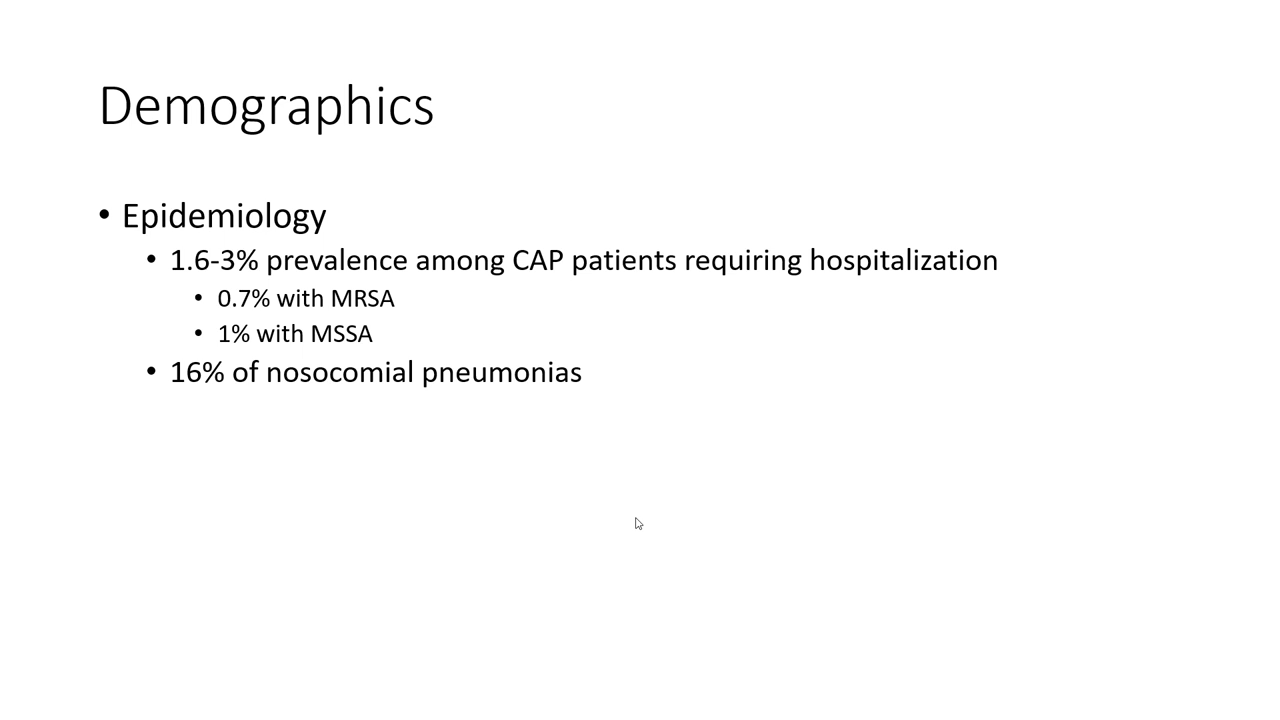 Demographics
• Epidemiology
• 1.6-3% prevalence among CAP patients requiring hospitalization
• 0.7% with MRSA
• 1% with MSSA
• 16% of nosocomial pneumonias